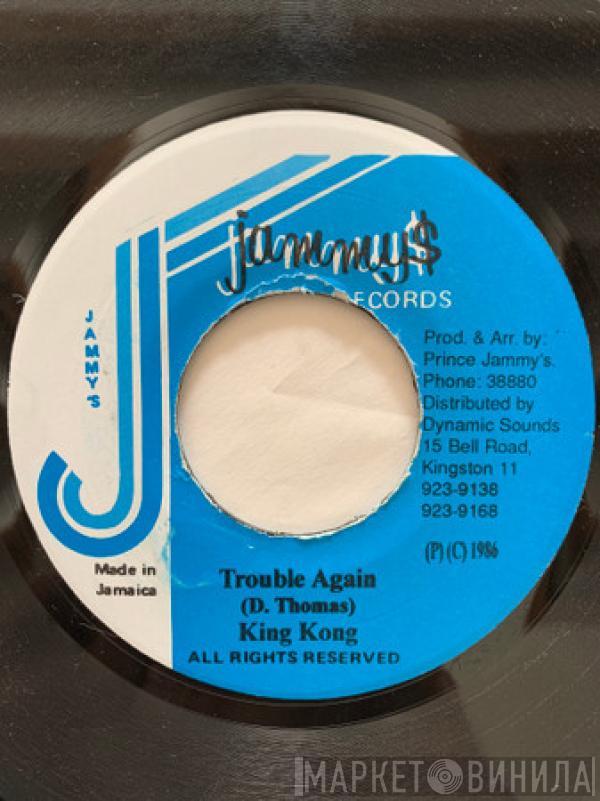 jammy$
RECORDS
JAMMY'S
Prod. & Arr. by:
Prince Jammy's.
Phone: 38880
Distributed by
Dynamic Sounds
15 Bell Road,
Kingston 11
923-9138
923-9168
(P) (C) 1986
Made in
Jamaica
Trouble Again
(D. Thomas)
King Kong
ALL RIGHTS RESERVED
МАРКЕТ ВИНИЛА